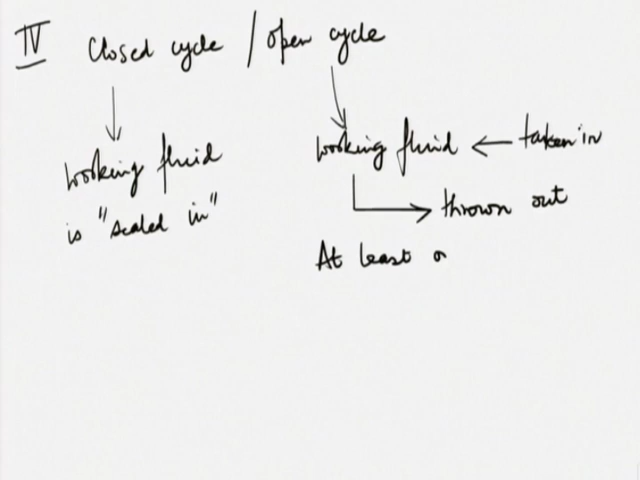 IV Closed cycle / open cycle
working fluid
is "sealed in"
working fluid ← taken in
thrown out
At least o